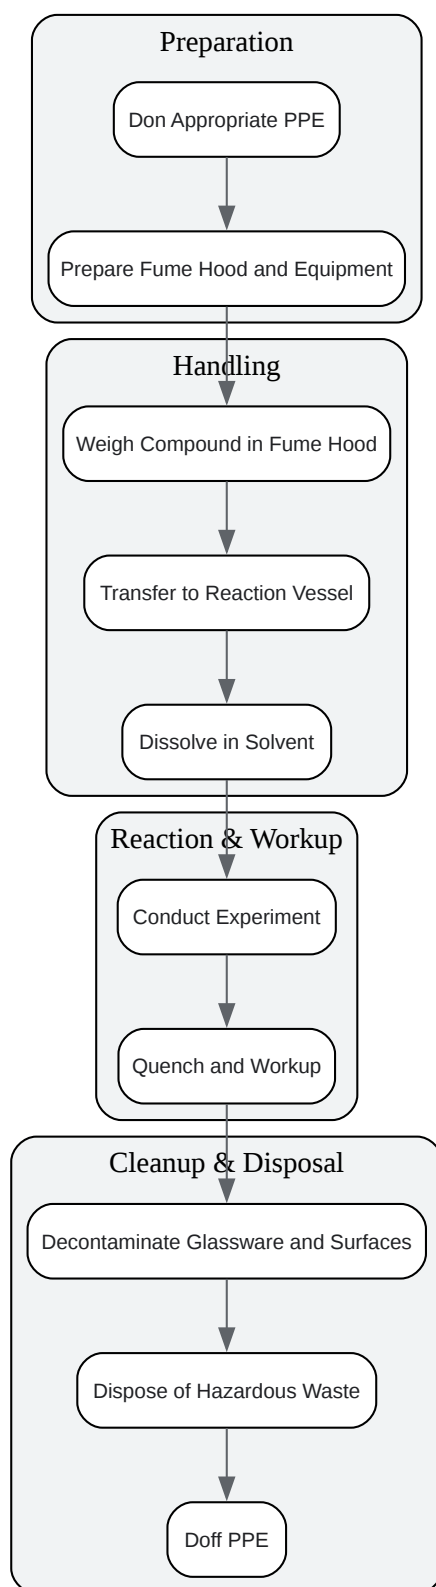 Preparation
Don Appropriate PPE
Prepare Fume Hood and Equipment
Handling
Weigh Compound in Fume Hood
Transfer to Reaction Vessel
Dissolve in Solvent
Reaction & Workup
Conduct Experiment
Quench and Workup
Cleanup & Disposal
Decontaminate Glassware and Surfaces
Dispose of Hazardous Waste
Doff PPE